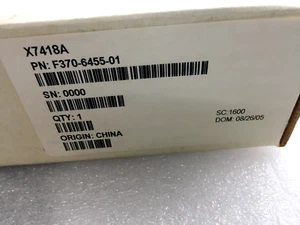 X7418A
PN: F370-6455-01
SN: 0000
QTY: 1
ORIGIN: CHINA
SC:1600
DOM: 08/26/05